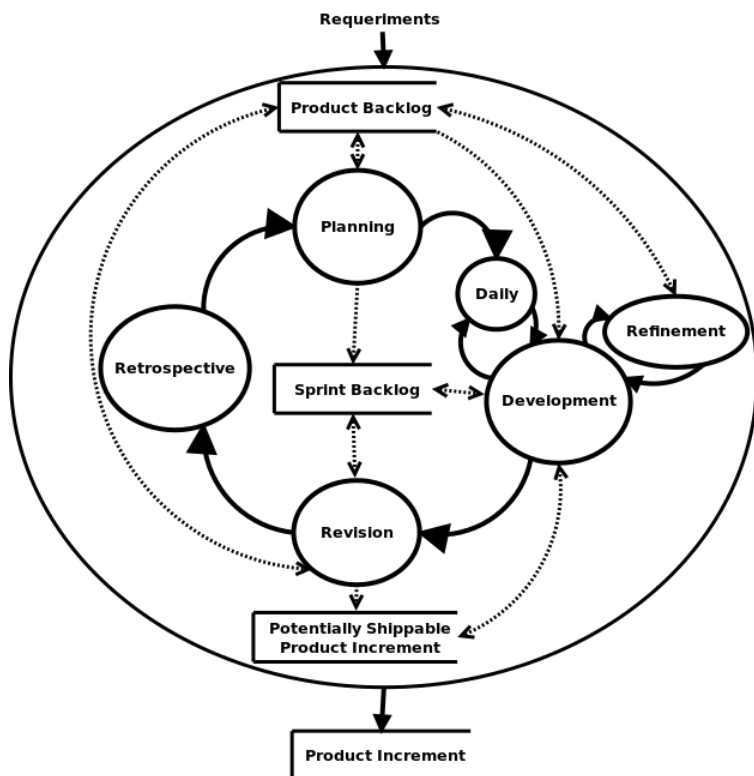 Requeriments
Product Backlog
Planning
Daily
Refinement
Retrospective
Sprint Backlog
Development
Revision
Potentially Shippable
Product Increment
Product Increment